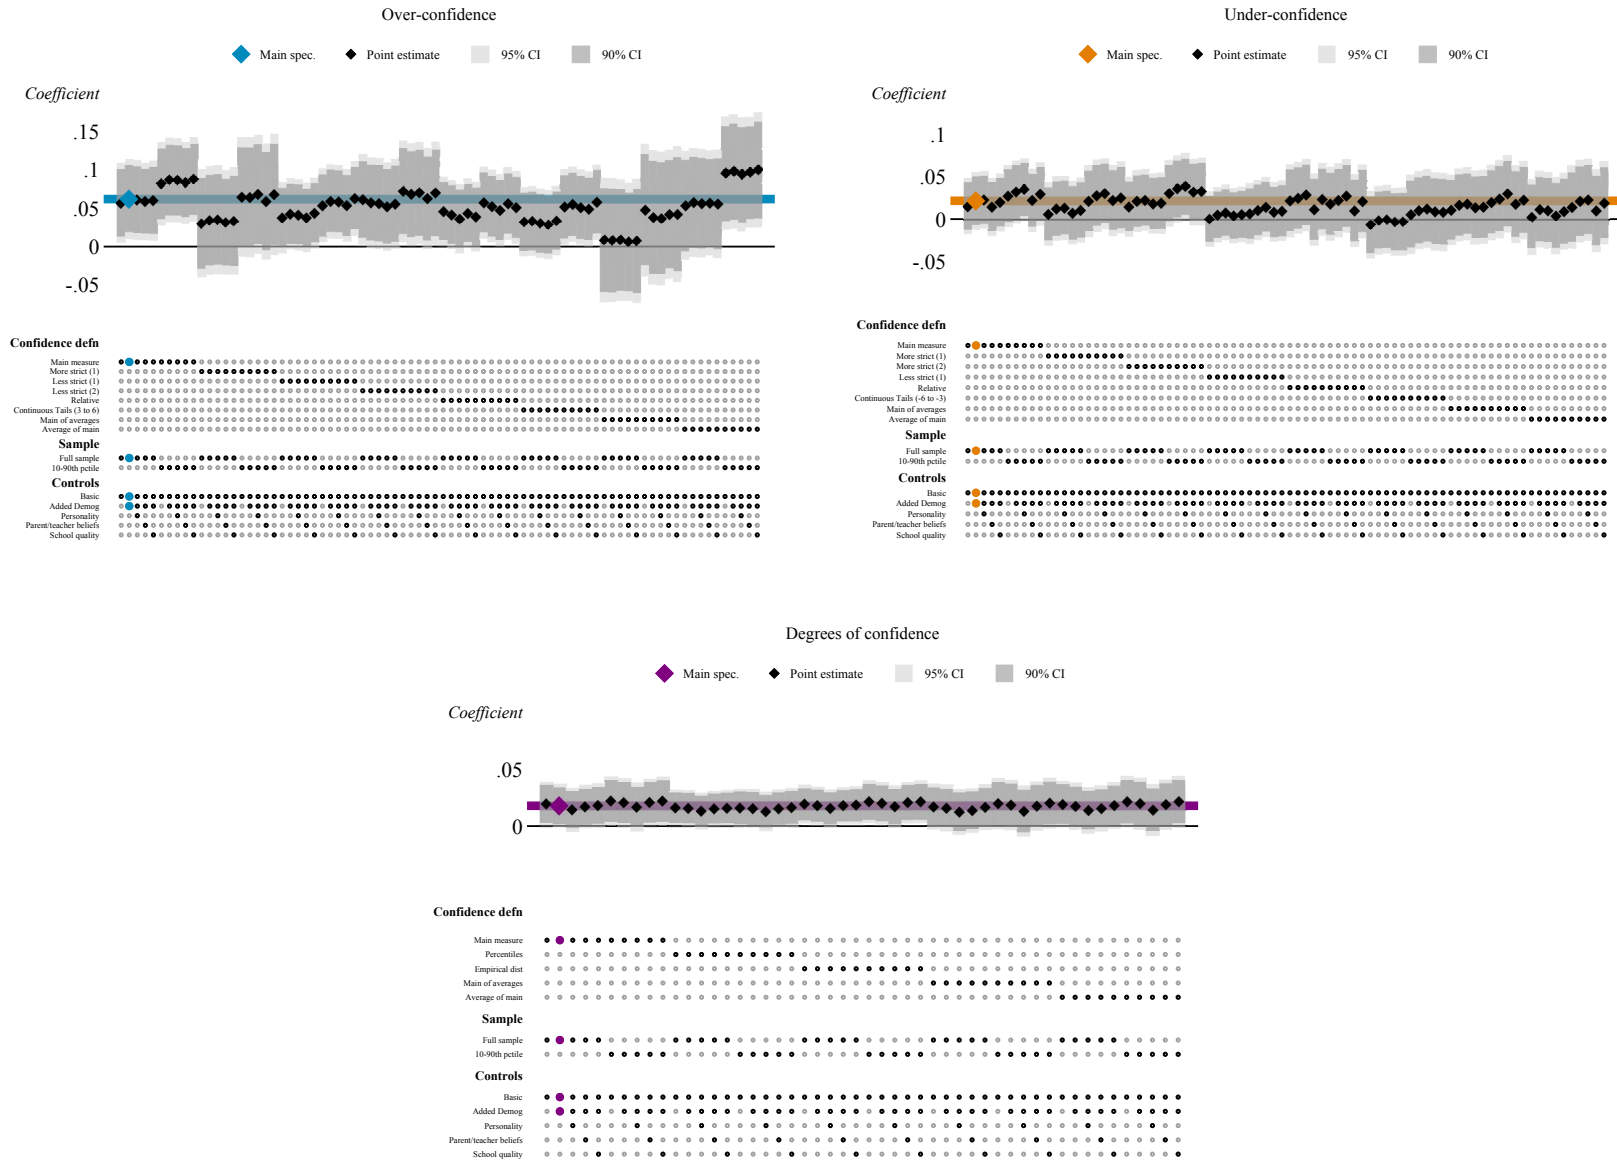 Over-confidence
Main spec. Point estimate 95% CI 90% CI
Coefficient
.15
.1
.05
0
-.05
Confidence defn
Main measure
More strict (1)
Less strict (1)
Less strict (2)
Relative
Continuous Tails (3 to 6)
Main of averages
Average of main
Sample
Full sample
10-90th pctile
Controls
Basic
Added Demog
Personality
Parent/teacher beliefs
School quality
Under-confidence
Main spec. Point estimate 95% CI 90% CI
Coefficient
.1
.05
0
-.05
Confidence defn
Main measure
More strict (1)
More strict (2)
Less strict (1)
Relative
Continuous Tails (-6 to -3)
Main of averages
Average of main
Sample
Full sample
10-90th pctile
Controls
Basic
Added Demog
Personality
Parent/teacher beliefs
School quality
Degrees of confidence
Main spec. Point estimate 95% CI 90% CI
Coefficient
.05
0
Confidence defn
Main measure
Percentiles
Empirical dist
Main of averages
Average of main
Sample
Full sample
10-90th pctile
Controls
Basic
Added Demog
Personality
Parent/teacher beliefs
School quality